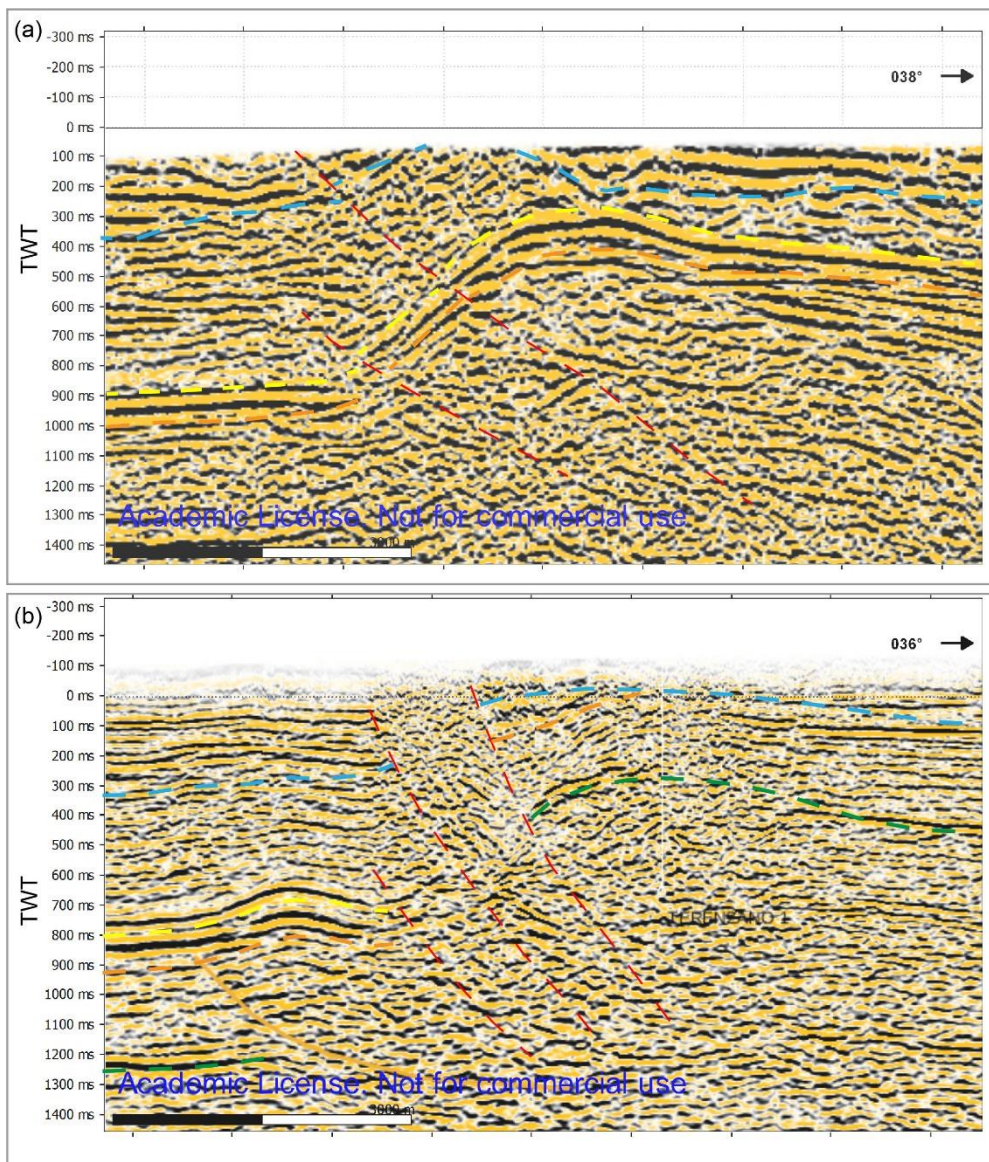 (a)
-300 ms
-200 ms
-100 ms
0 ms
100 ms
200 ms
300 ms
400 ms
500 ms
600 ms
700 ms
800 ms
900 ms
1000 ms
1100 ms
1200 ms
1300 ms
1400 ms
TWT
038°
Academic License. Not for commercial use
3000 m
(b)
-300 ms
-200 ms
-100 ms
0 ms
100 ms
200 ms
300 ms
400 ms
500 ms
600 ms
700 ms
800 ms
900 ms
1000 ms
1100 ms
1200 ms
1300 ms
1400 ms
TWT
036°
TERENZANO 1
Academic License. Not for commercial use
3000 m